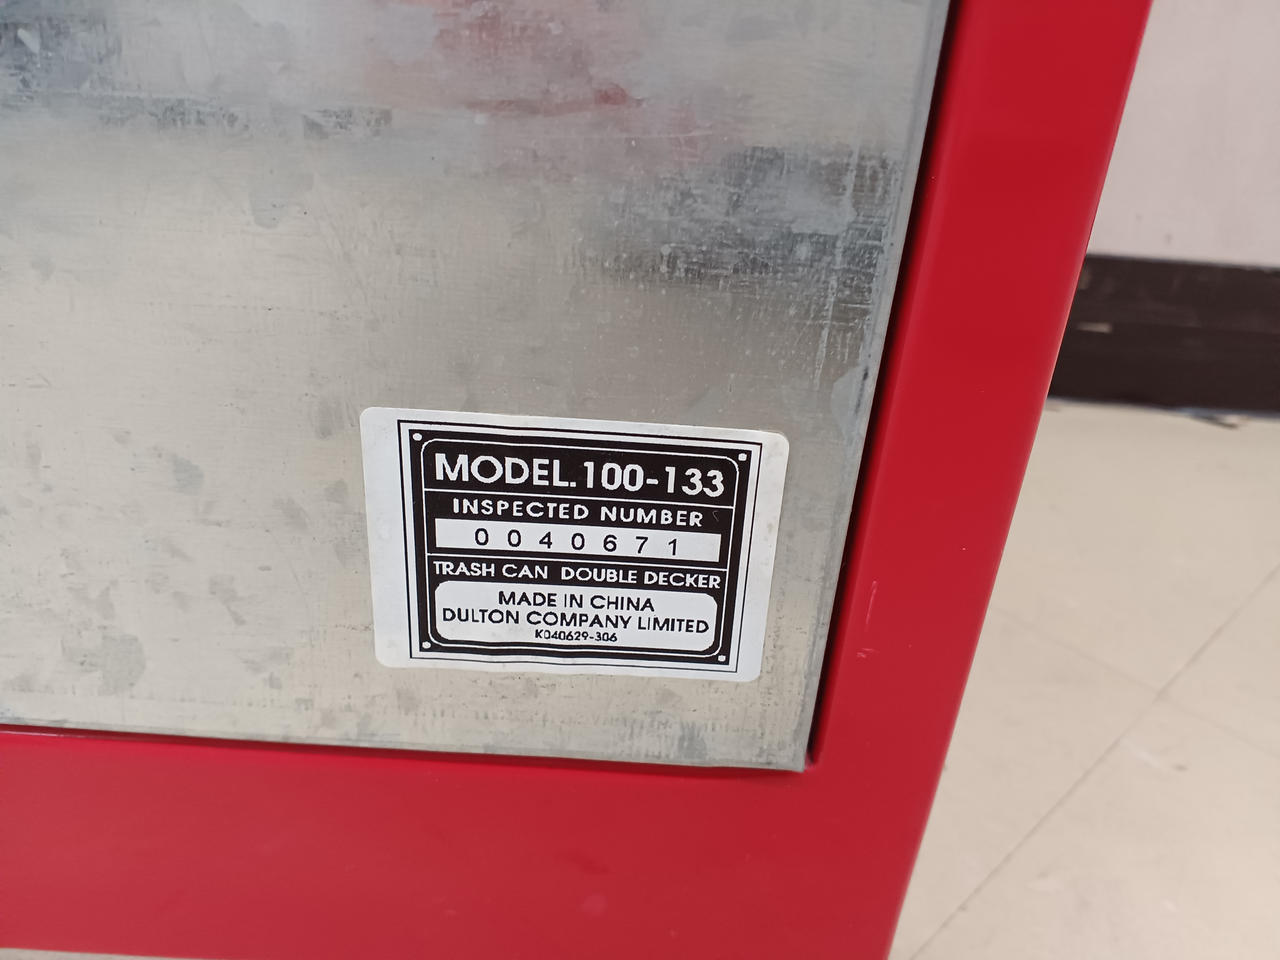 MODEL.100-133
INSPECTED NUMBER
0040671
TRASH CAN DOUBLE DECKER
MADE IN CHINA
DULTON COMPANY LIMITED
K040629-306